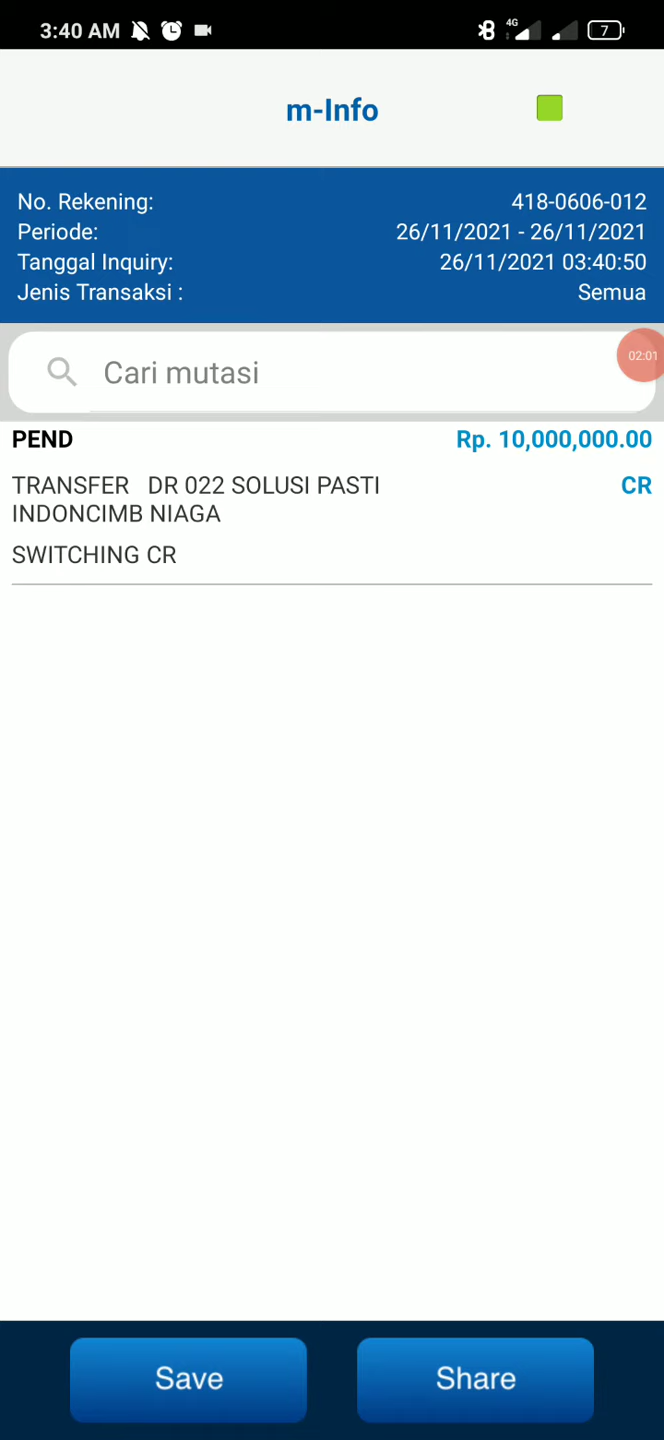 3:40 AM 4G 7
m-Info
No. Rekening: 418-0606-012
Periode: 26/11/2021 - 26/11/2021
Tanggal Inquiry: 26/11/2021 03:40:50
Jenis Transaksi : Semua
Cari mutasi 02:01
PEND Rp. 10,000,000.00
TRANSFER DR 022 SOLUSI PASTI CR
INDONCIMB NIAGA
SWITCHING CR
Save Share